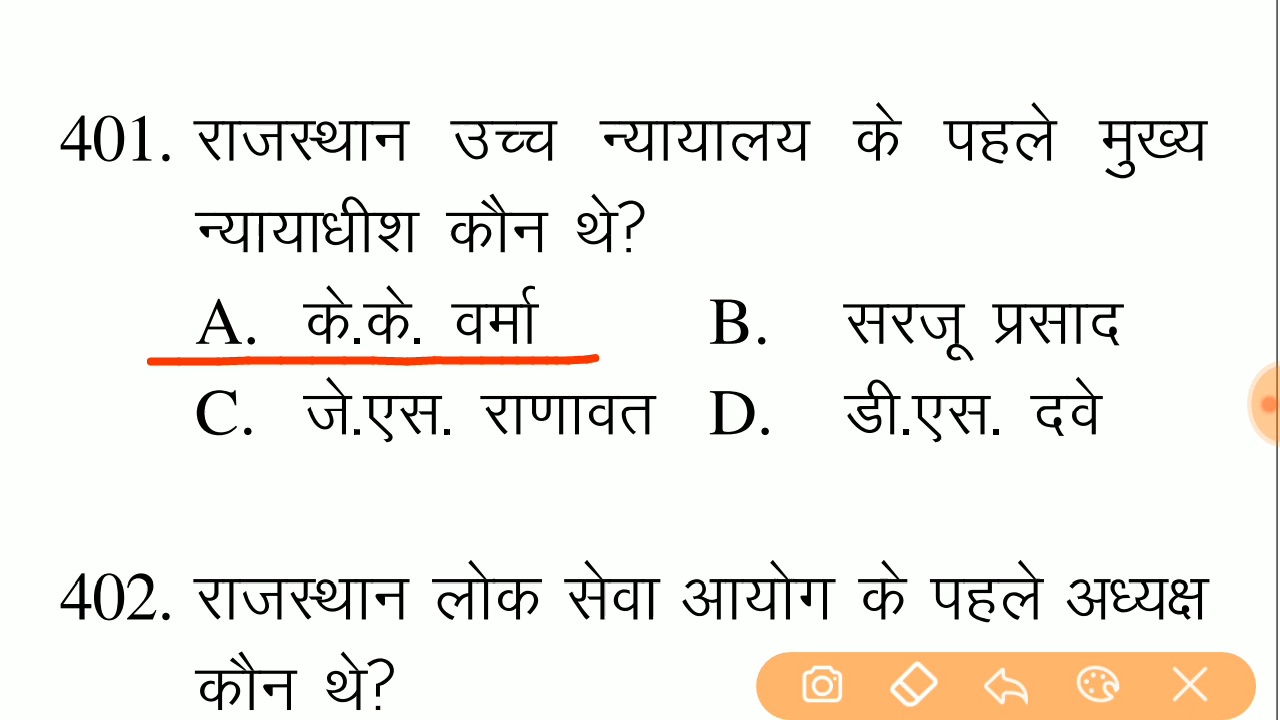 401. राजस्थान उच्च न्यायालय के पहले मुख्य
न्यायाधीश कौन थे?
A. के.के. वर्मा B. सरजू प्रसाद
C. जे.एस. राणावत D. डी.एस. दवे
402. राजस्थान लोक सेवा आयोग के पहले अध्यक्ष
कौन थे?